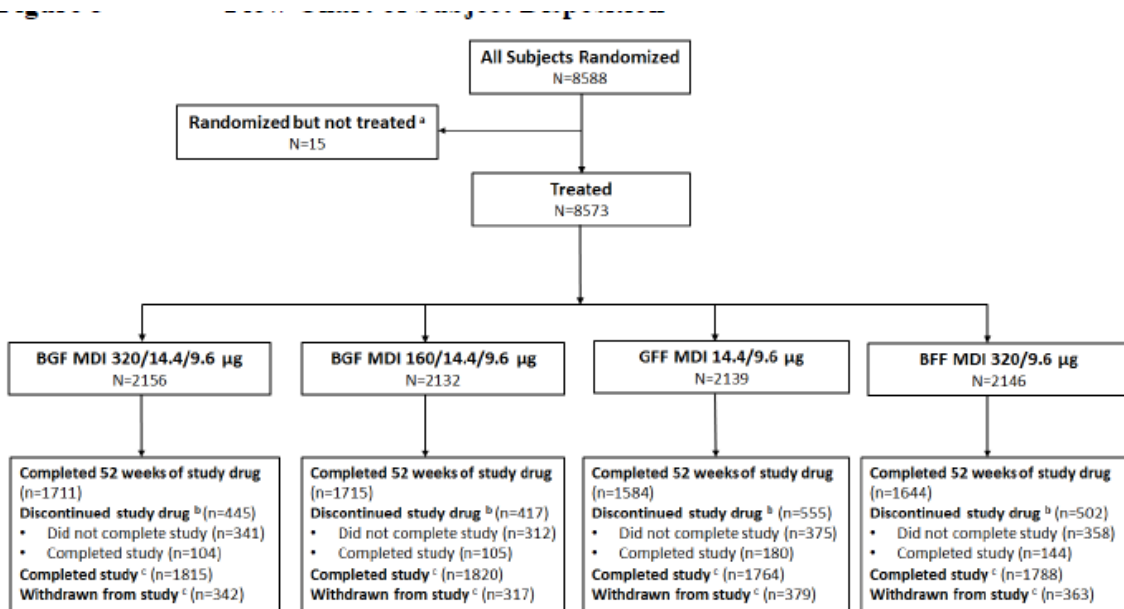 All Subjects Randomized
N=8588
Randomized but not treated a
N=15
Treated
N=8573
BGF MDI 320/14.4/9.6 µg
N=2156
BGF MDI 160/14.4/9.6 µg
N=2132
GFF MDI 14.4/9.6 µg
N=2139
BFF MDI 320/9.6 µg
N=2146
Completed 52 weeks of study drug
(n=1711)
Discontinued study drug b (n=445)
• Did not complete study (n=341)
• Completed study (n=104)
Completed study c (n=1815)
Withdrawn from study c (n=342)
Completed 52 weeks of study drug
(n=1715)
Discontinued study drug b (n=417)
• Did not complete study (n=312)
• Completed study (n=105)
Completed study c (n=1820)
Withdrawn from study c (n=317)
Completed 52 weeks of study drug
(n=1584)
Discontinued study drug b (n=555)
• Did not complete study (n=375)
• Completed study (n=180)
Completed study c (n=1764)
Withdrawn from study c (n=379)
Completed 52 weeks of study drug
(n=1644)
Discontinued study drug b (n=502)
• Did not complete study (n=358)
• Completed study (n=144)
Completed study c (n=1788)
Withdrawn from study c (n=363)